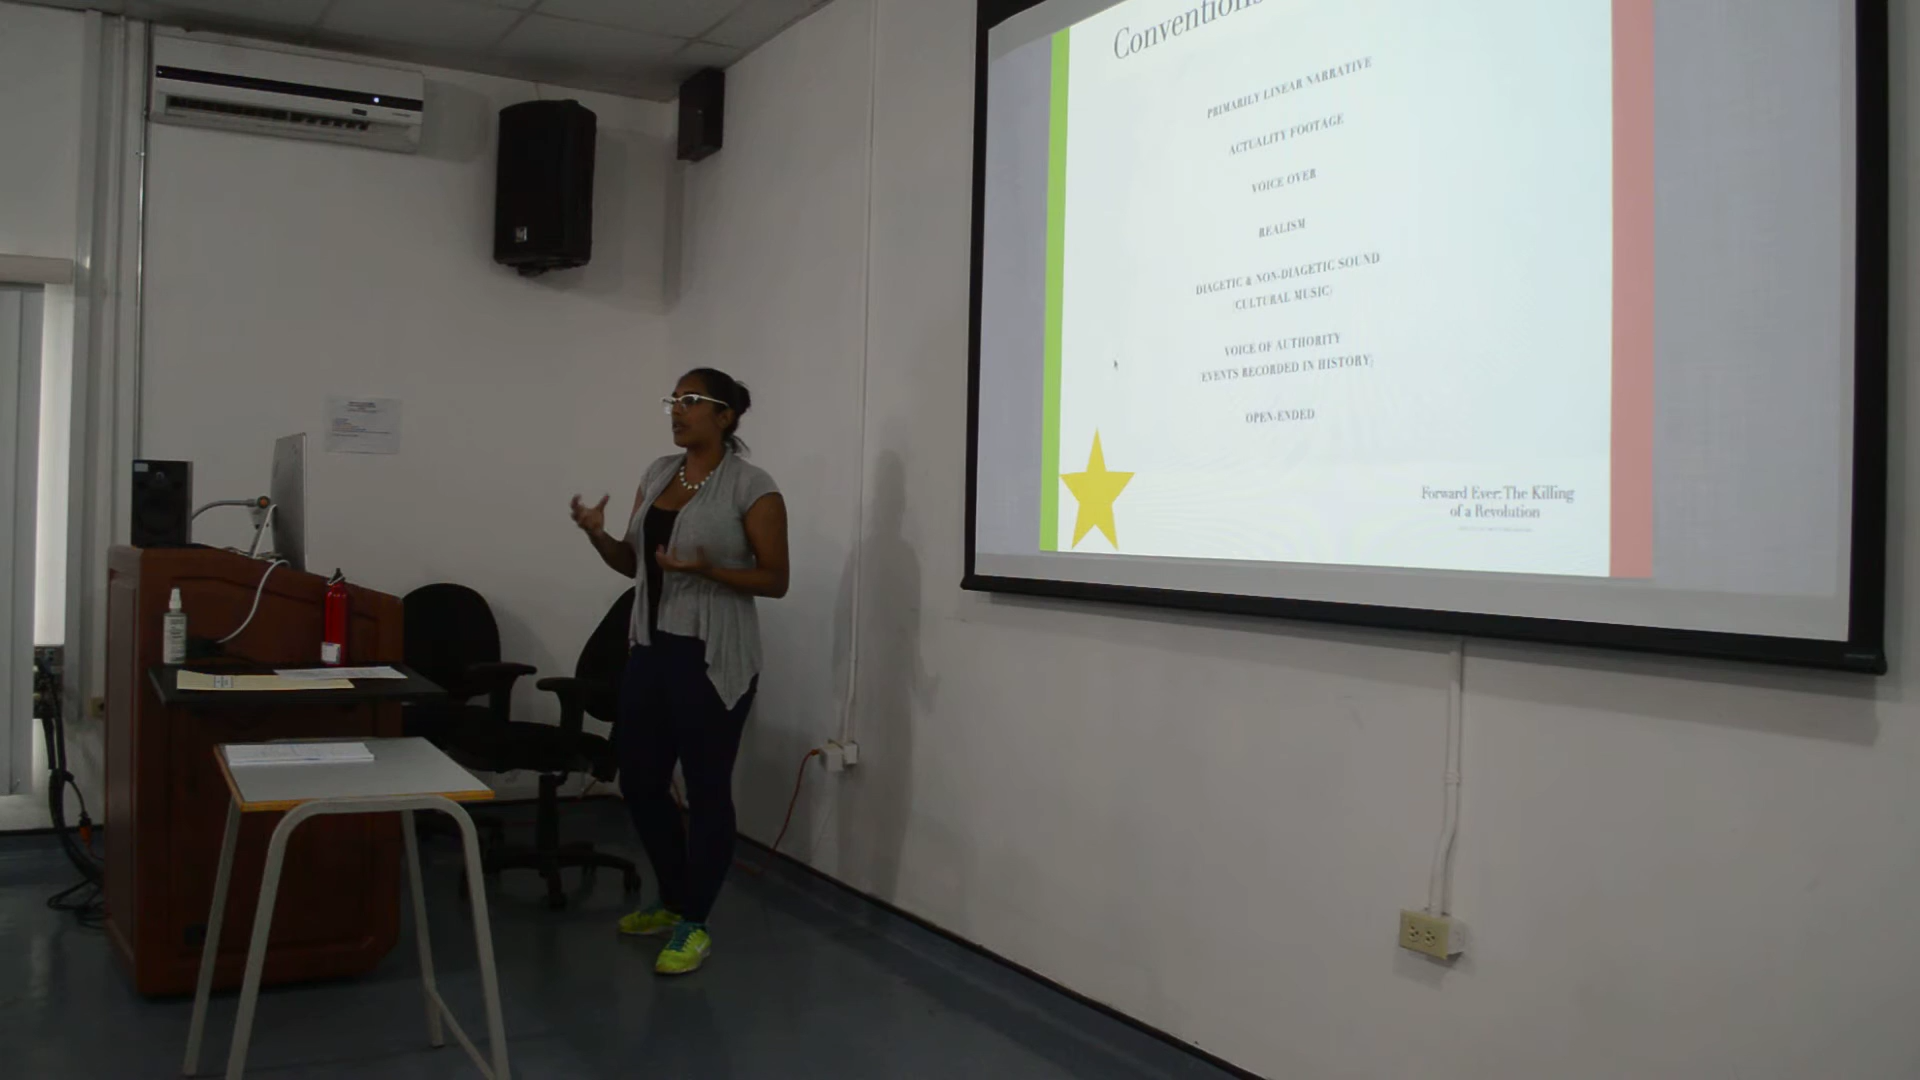 Conventions
PRIMARILY LINEAR NARRATIVE
ACTUALITY FOOTAGE
VOICE OVER
REALISM
DIAGETIC & NON-DIAGETIC SOUND
(CULTURAL MUSIC)
VOICE OF AUTHORITY
(EVENTS RECORDED IN HISTORY)
OPEN-ENDED
Forward Ever: The Killing
of a Revolution